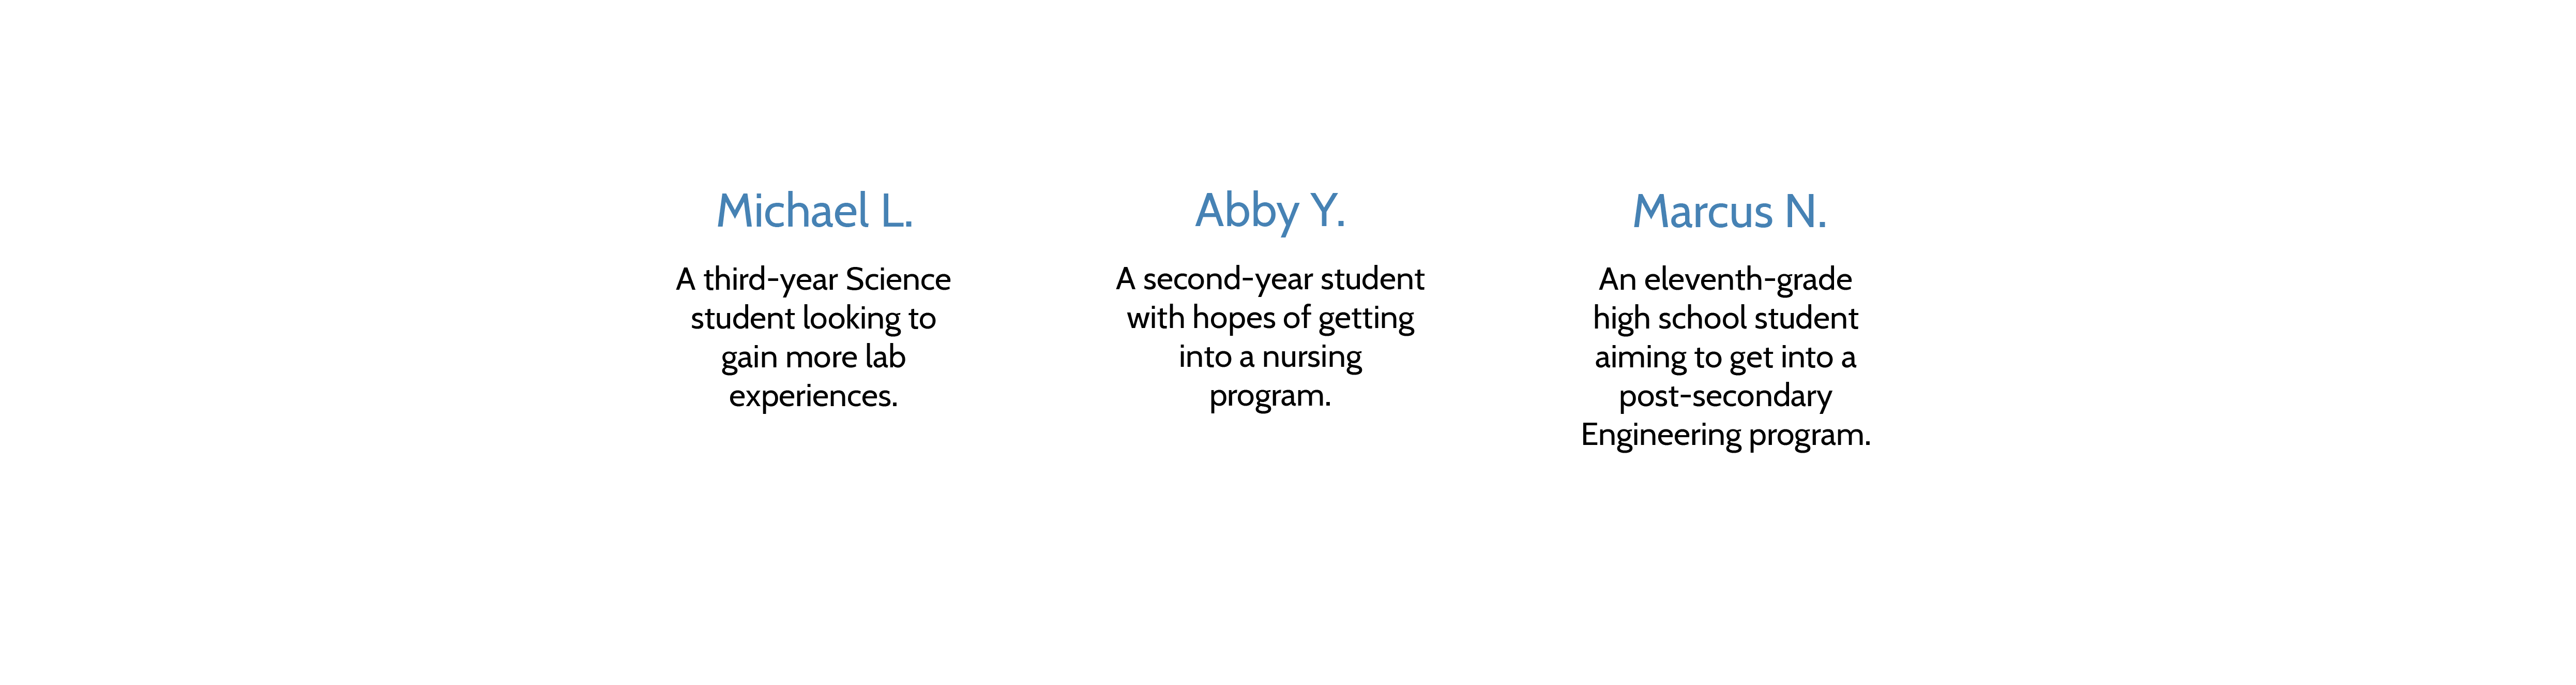 Michael L.
A third-year Science
student looking to
gain more lab
experiences.
Abby Y.
A second-year student
with hopes of getting
into a nursing
program.
Marcus N.
An eleventh-grade
high school student
aiming to get into a
post-secondary
Engineering program.